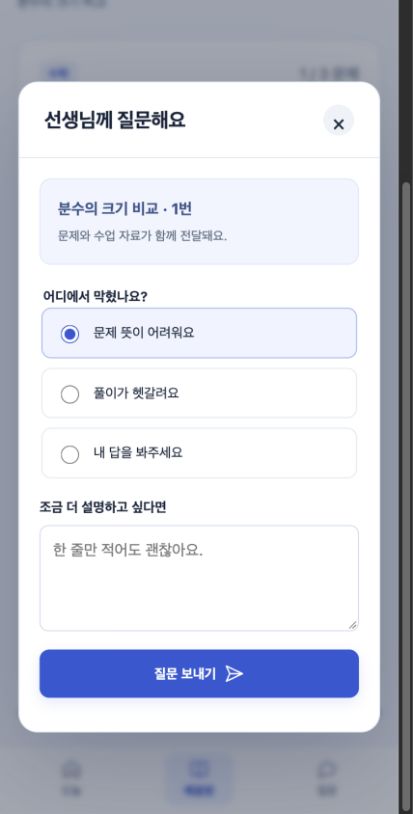 선생님께 질문해요
분수의 크기 비교 · 1번
문제와 수업 자료가 함께 전달돼요.
어디에서 막혔나요?
문제 뜻이 어려워요
풀이가 헷갈려요
내 답을 봐주세요
조금 더 설명하고 싶다면
한 줄만 적어도 괜찮아요.
질문 보내기